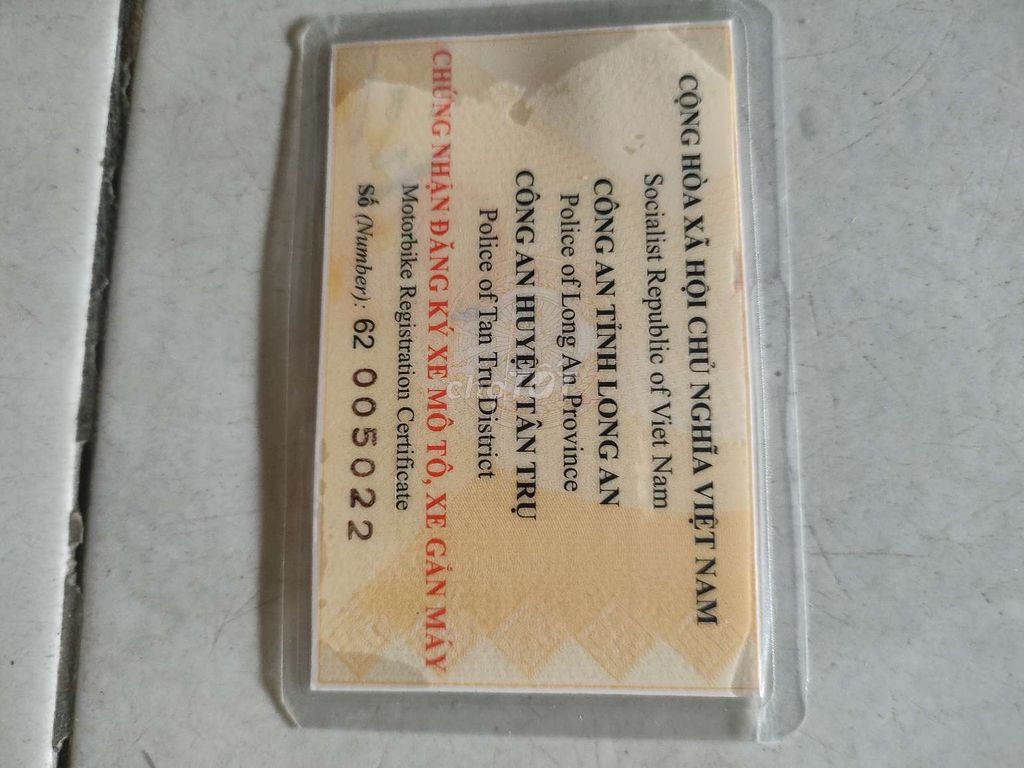 CỘNG HÒA XÃ HỘI CHỦ NGHĨA VIỆT NAM
Socialist Republic of Viet Nam
CÔNG AN TỈNH LONG AN
Police of Long An Province
CÔNG AN HUYỆN TÂN TRỤ
Police of Tan Tru District
CHỨNG NHẬN ĐĂNG KÝ XE MÔ TÔ, XE GẮN MÁY
Motorbike Registration Certificate
Số (Number): 62 005022
chợTỐT